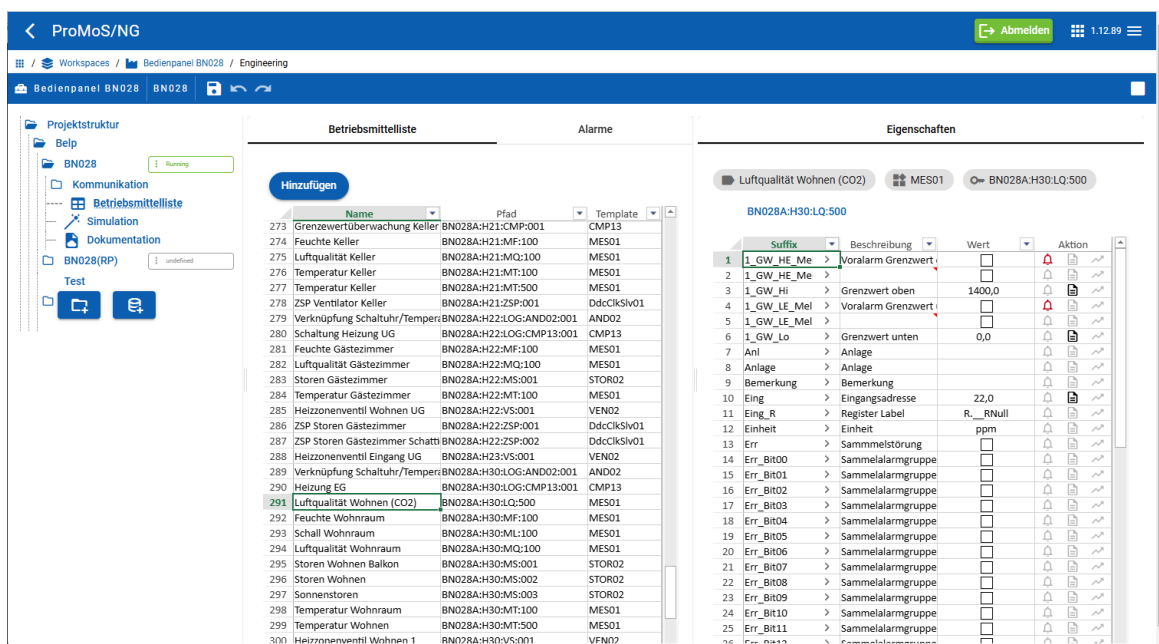 ProMoS/NG
Abmelden
1.12.89
/ Workspaces / Bedienpanel BN028 / Engineering
Bedienpanel BN028 BN028
Projektstruktur
Belp
BN028 Running
Kommunikation
Betriebsmittelliste
Simulation
Dokumentation
BN028(RP) undefined
Test
Betriebsmittelliste Alarme
Hinzufügen
Name Pfad Template
273 Grenzewertüberwachung Keller BN028A:H21:CMP:001 CMP13
274 Feuchte Keller BN028A:H21:MF:100 MES01
275 Luftqualität Keller BN028A:H21:MQ:100 MES01
276 Temperatur Keller BN028A:H21:MT:100 MES01
277 Temperatur Keller BN028A:H21:MT:500 MES01
278 ZSP Ventilator Keller BN028A:H21:ZSP:001 DdcClkSlv01
279 Verknüpfung Schaltuhr/Tempera BN028A:H22:LOG:AND02:001 AND02
280 Schaltung Heizung UG BN028A:H22:LOG:CMP13:001 CMP13
281 Feuchte Gästezimmer BN028A:H22:MF:100 MES01
282 Luftqualität Gästezimmer BN028A:H22:MQ:100 MES01
283 Storen Gästezimmer BN028A:H22:MS:001 STOR02
284 Temperatur Gästezimmer BN028A:H22:MT:100 MES01
285 Heizzonenventil Wohnen UG BN028A:H22:VS:001 VEN02
286 ZSP Storen Gästezimmer BN028A:H22:ZSP:001 DdcClkSlv01
287 ZSP Storen Gästezimmer Schatti BN028A:H22:ZSP:002 DdcClkSlv01
288 Heizzonenventil Eingang UG BN028A:H23:VS:001 VEN02
289 Verknüpfung Schaltuhr/Temper BN028A:H30:LOG:AND02:001 AND02
290 Heizung EG BN028A:H30:LOG:CMP13:001 CMP13
291 Luftqualität Wohnen (CO2) BN028A:H30:LQ:500 MES01
292 Feuchte Wohnraum BN028A:H30:MF:100 MES01
293 Schall Wohnraum BN028A:H30:ML:100 MES01
294 Luftqualität Wohnraum BN028A:H30:MQ:100 MES01
295 Storen Wohnen Balkon BN028A:H30:MS:001 STOR02
296 Storen Wohnen BN028A:H30:MS:002 STOR02
297 Sonnenstoren BN028A:H30:MS:003 STOR02
298 Temperatur Wohnraum BN028A:H30:MT:100 MES01
299 Temperatur Wohnen BN028A:H30:MT:500 MES01
300 Heizzonenventil Wohnen 1 BN028A:H30:VS:001 VEN02
Eigenschaften
Luftqualität Wohnen (CO2) MES01 BN028A:H30:LQ:500
BN028A:H30:LQ:500
Suffix Beschreibung Wert Aktion
1 1_GW_HE_Me Voralarm Grenzwert
2 1_GW_HE_Me
3 1_GW_Hi Grenzwert oben 1400,0
4 1_GW_LE_Mel Voralarm Grenzwert
5 1_GW_LE_Mel
6 1_GW_Lo Grenzwert unten 0,0
7 Anl Anlage
8 Anlage Anlage
9 Bemerkung Bemerkung
10 Eing Eingangsadresse 22,0
11 Eing_R Register Label R.__RNull
12 Einheit Einheit ppm
13 Err Sammmelstörung
14 Err_Bit00 Sammelalarmgruppe
15 Err_Bit01 Sammelalarmgruppe
16 Err_Bit02 Sammelalarmgruppe
17 Err_Bit03 Sammelalarmgruppe
18 Err_Bit04 Sammelalarmgruppe
19 Err_Bit05 Sammelalarmgruppe
20 Err_Bit06 Sammelalarmgruppe
21 Err_Bit07 Sammelalarmgruppe
22 Err_Bit08 Sammelalarmgruppe
23 Err_Bit09 Sammelalarmgruppe
24 Err_Bit10 Sammelalarmgruppe
25 Err_Bit11 Sammelalarmgruppe
26 Err_Bit12 Sammelalarmgruppe